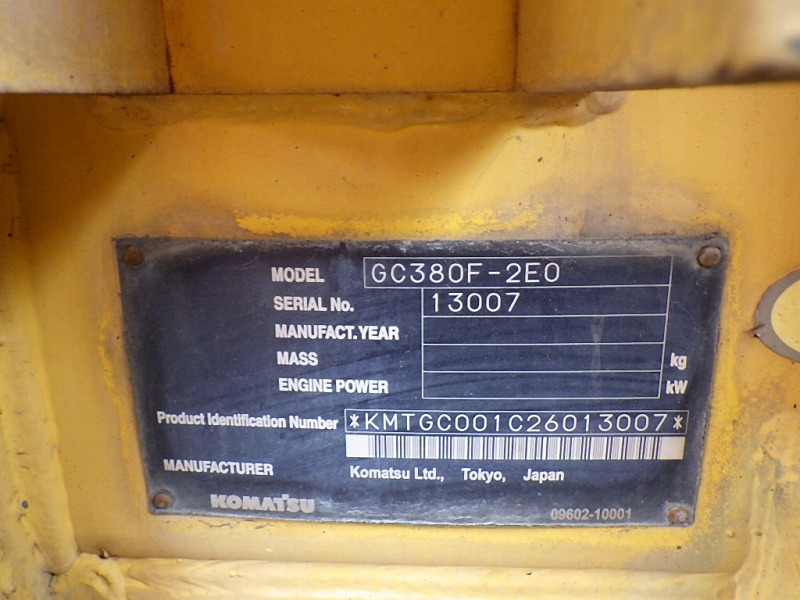 MODEL GC380F-2E0
SERIAL No. 13007
MANUFACT.YEAR
MASS kg
ENGINE POWER kW
Product Identification Number *KMTGC001C26013007*
MANUFACTURER Komatsu Ltd., Tokyo, Japan
KOMATSU 09602-10001